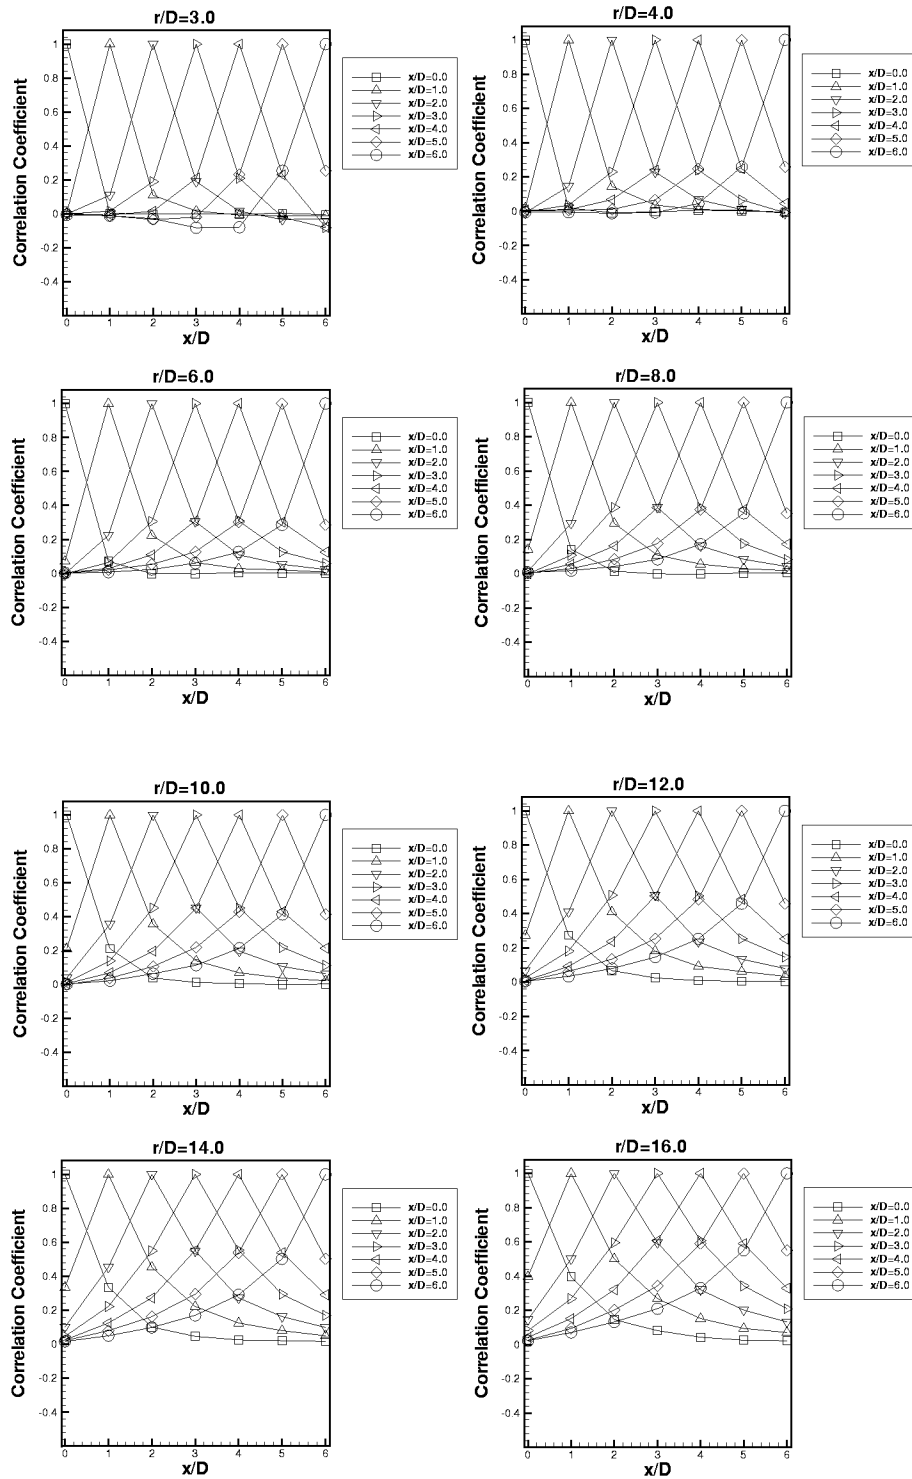 r/D=3.0
Correlation Coefficient
1
0.8
0.6
0.4
0.2
0
-0.2
-0.4
0 1 2 3 4 5 6
x/D
x/D=0.0
x/D=1.0
x/D=2.0
x/D=3.0
x/D=4.0
x/D=5.0
x/D=6.0
r/D=4.0
Correlation Coefficient
1
0.8
0.6
0.4
0.2
0
-0.2
-0.4
0 1 2 3 4 5 6
x/D
x/D=0.0
x/D=1.0
x/D=2.0
x/D=3.0
x/D=4.0
x/D=5.0
x/D=6.0
r/D=6.0
Correlation Coefficient
1
0.8
0.6
0.4
0.2
0
-0.2
-0.4
0 1 2 3 4 5 6
x/D
x/D=0.0
x/D=1.0
x/D=2.0
x/D=3.0
x/D=4.0
x/D=5.0
x/D=6.0
r/D=8.0
Correlation Coefficient
1
0.8
0.6
0.4
0.2
0
-0.2
-0.4
0 1 2 3 4 5 6
x/D
x/D=0.0
x/D=1.0
x/D=2.0
x/D=3.0
x/D=4.0
x/D=5.0
x/D=6.0
r/D=10.0
Correlation Coefficient
1
0.8
0.6
0.4
0.2
0
-0.2
-0.4
0 1 2 3 4 5 6
x/D
x/D=0.0
x/D=1.0
x/D=2.0
x/D=3.0
x/D=4.0
x/D=5.0
x/D=6.0
r/D=12.0
Correlation Coefficient
1
0.8
0.6
0.4
0.2
0
-0.2
-0.4
0 1 2 3 4 5 6
x/D
x/D=0.0
x/D=1.0
x/D=2.0
x/D=3.0
x/D=4.0
x/D=5.0
x/D=6.0
r/D=14.0
Correlation Coefficient
1
0.8
0.6
0.4
0.2
0
-0.2
-0.4
0 1 2 3 4 5 6
x/D
x/D=0.0
x/D=1.0
x/D=2.0
x/D=3.0
x/D=4.0
x/D=5.0
x/D=6.0
r/D=16.0
Correlation Coefficient
1
0.8
0.6
0.4
0.2
0
-0.2
-0.4
0 1 2 3 4 5 6
x/D
x/D=0.0
x/D=1.0
x/D=2.0
x/D=3.0
x/D=4.0
x/D=5.0
x/D=6.0